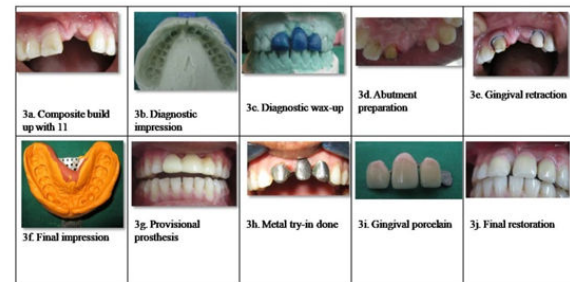 3a. Composite build
up with 11
3b. Diagnostic
impression
3c. Diagnostic wax-up
3d. Abutment
preparation
3e. Gingival retraction
3f. Final impression
3g. Provisional
prosthesis
3h. Metal try-in done
3i. Gingival porcelain
3j. Final restoration